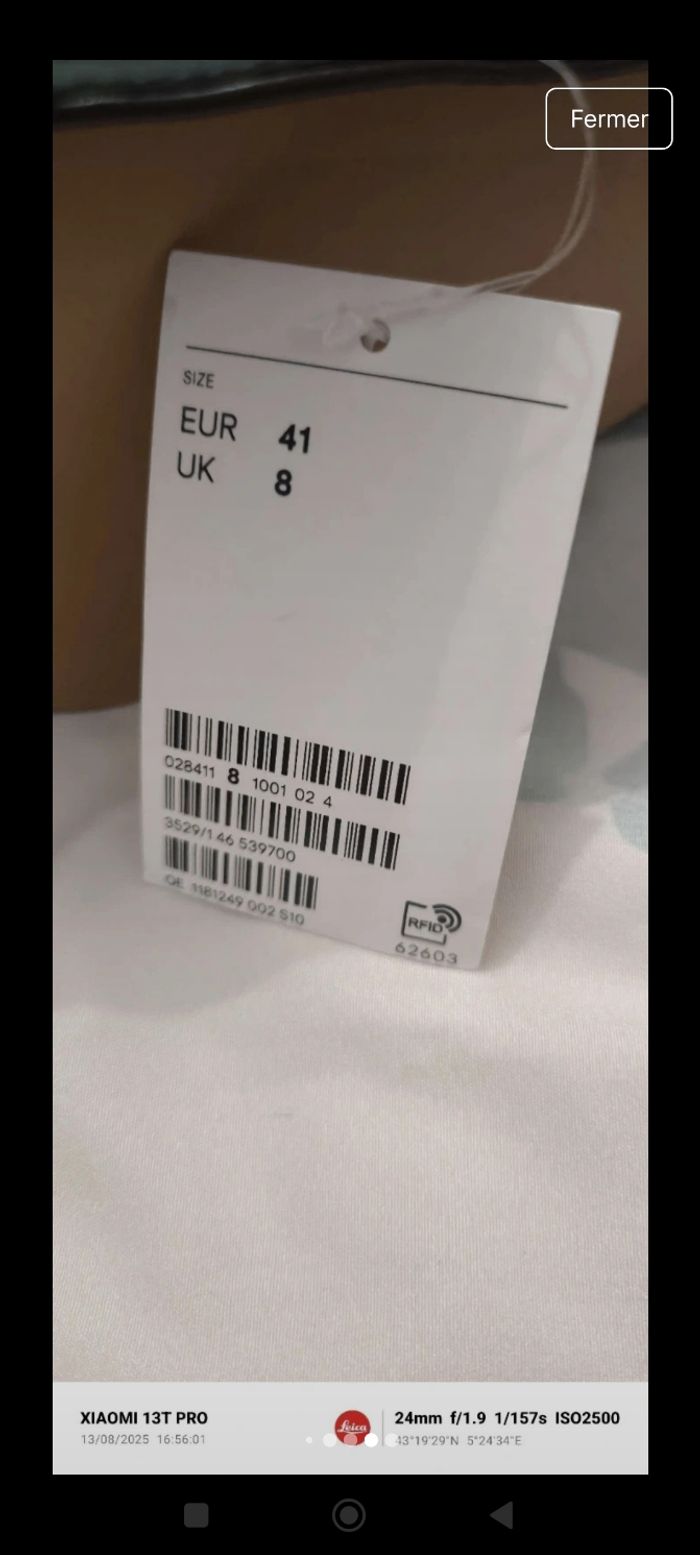 Fermer
SIZE
EUR 41
UK 8
028411 8 1001 02 4
3529/1 46 539700
OE 1181249 002 S10
RFID
62603
XIAOMI 13T PRO
13/08/2025 16:56:01
Leica
24mm f/1.9 1/157s ISO2500
43°19'29"N 5°24'34"E